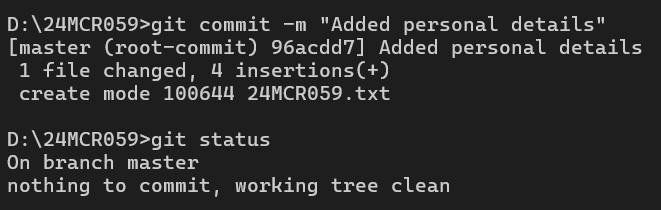 D:\24MCR059>git commit -m "Added personal details"
[master (root-commit) 96acdd7] Added personal details
 1 file changed, 4 insertions(+)
 create mode 100644 24MCR059.txt

D:\24MCR059>git status
On branch master
nothing to commit, working tree clean